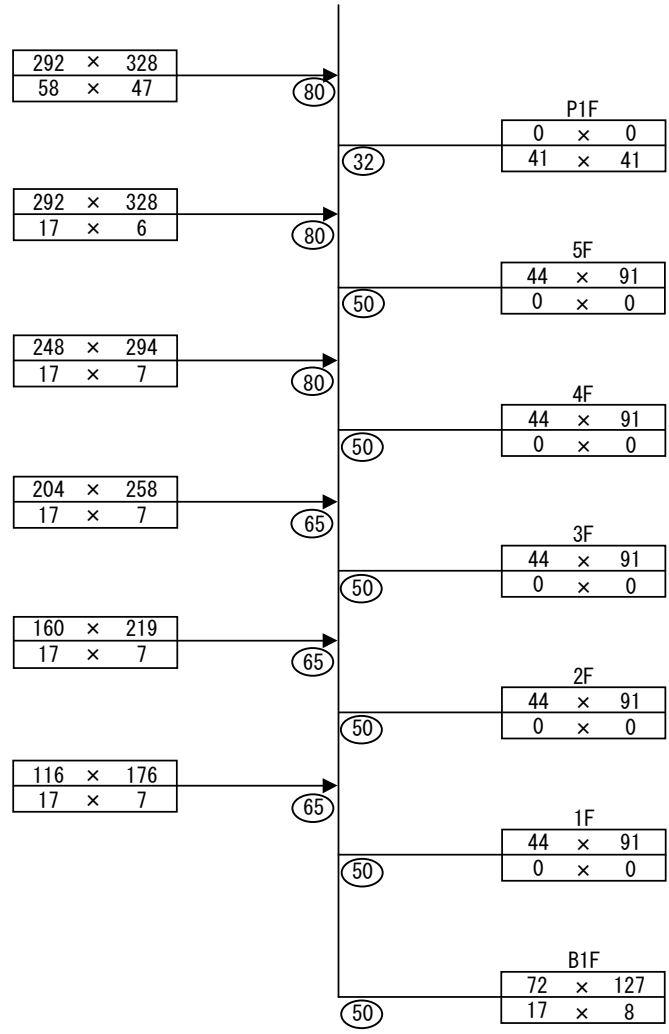 292 × 328
58 × 47
80
P1F
0 × 0
41 × 41
32
292 × 328
17 × 6
80
5F
44 × 91
0 × 0
50
248 × 294
17 × 7
80
4F
44 × 91
0 × 0
50
204 × 258
17 × 7
65
3F
44 × 91
0 × 0
50
160 × 219
17 × 7
65
2F
44 × 91
0 × 0
50
116 × 176
17 × 7
65
1F
44 × 91
0 × 0
50
B1F
72 × 127
17 × 8
50